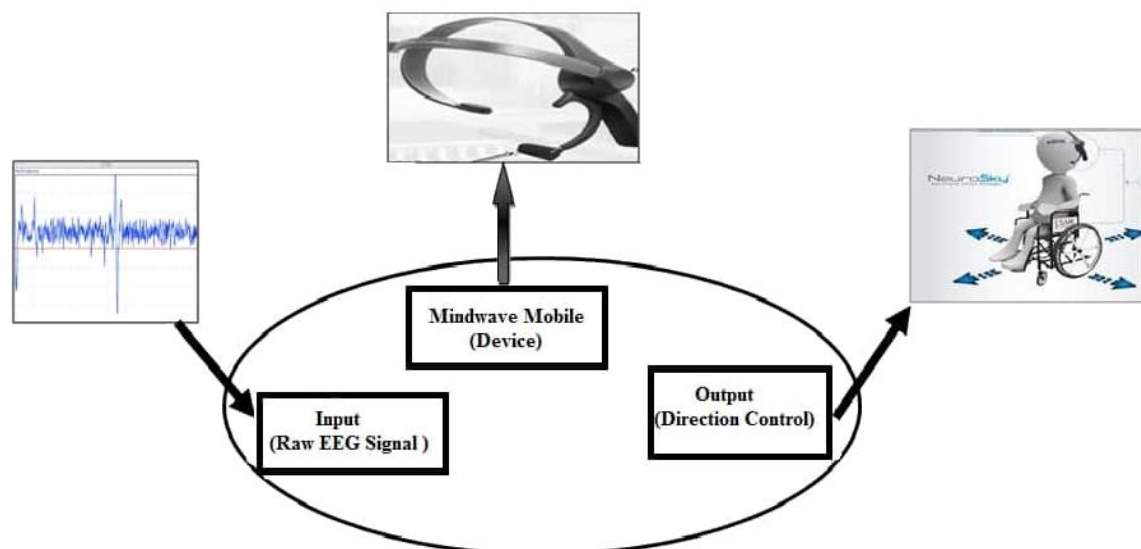 NeuroSky
Mindwave Mobile
(Device)
Output
(Direction Control)
Input
(Raw EEG Signal )